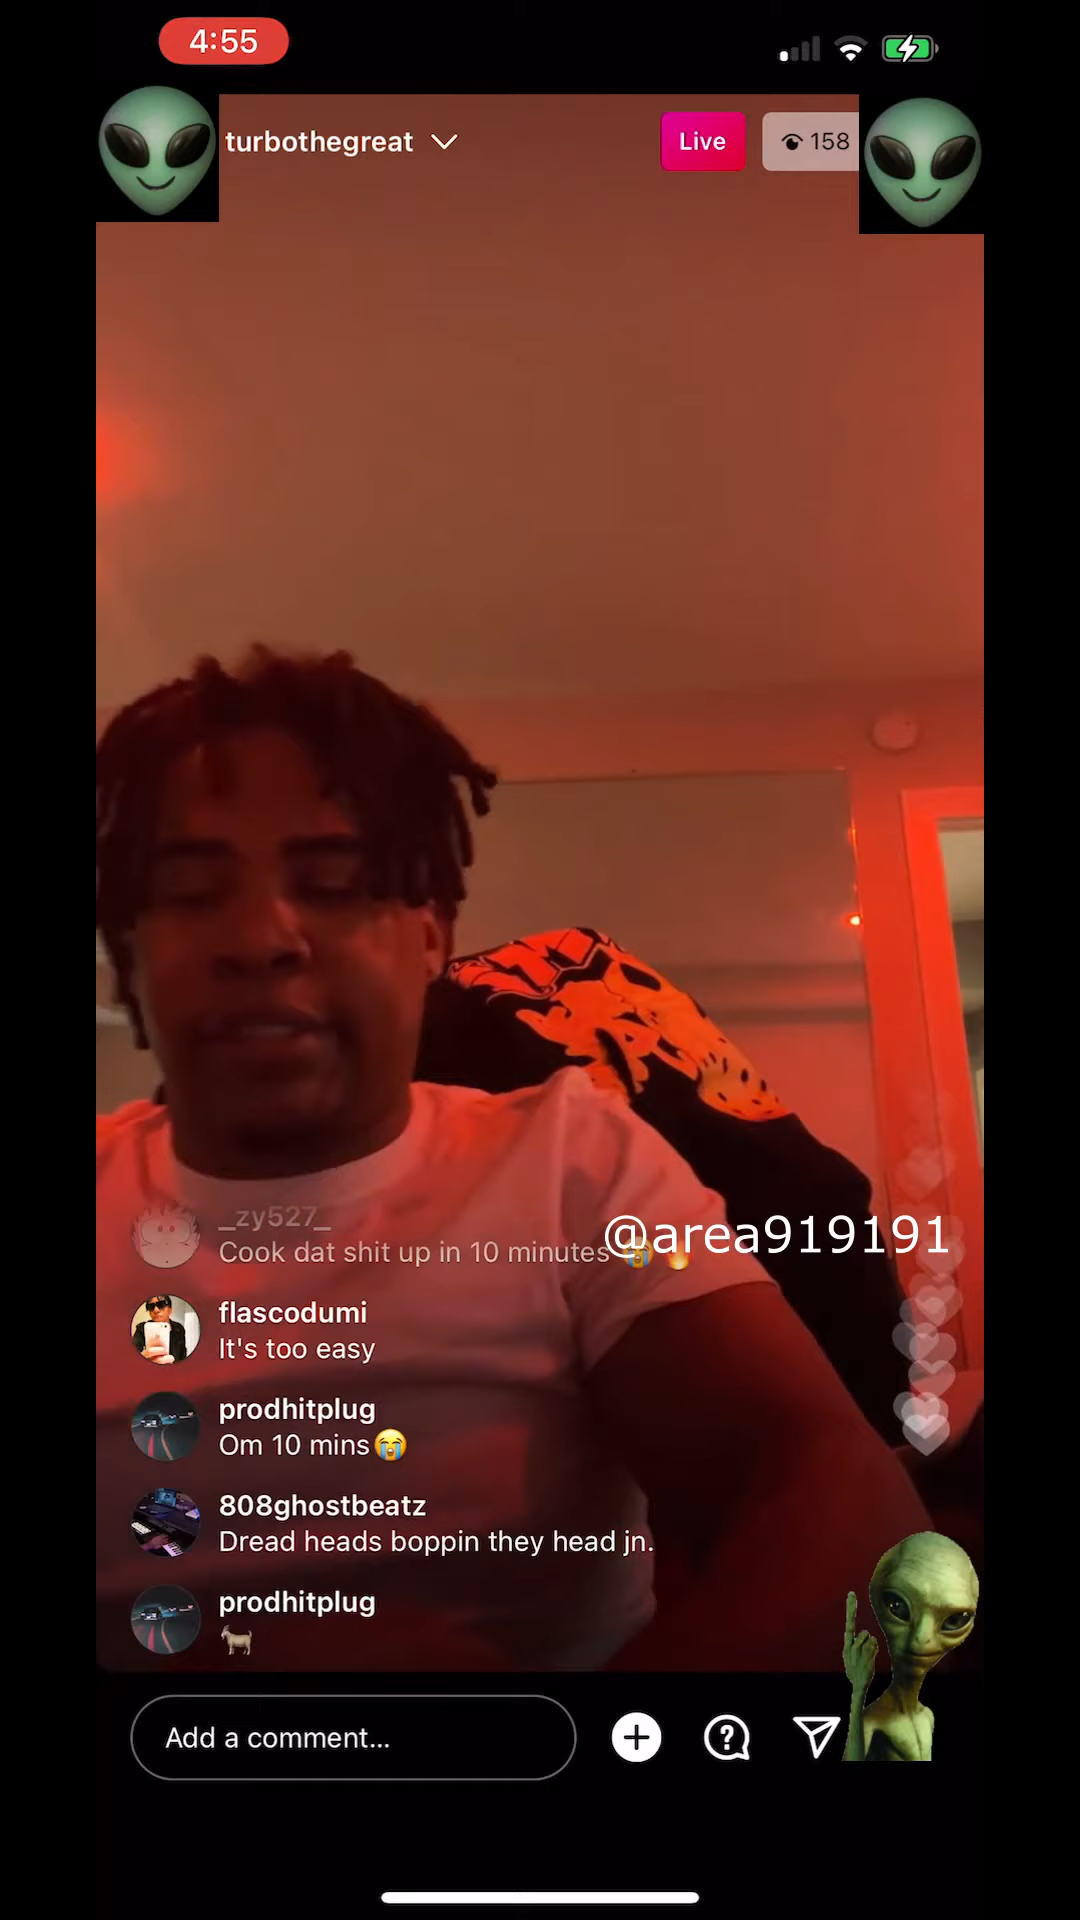 4:55
turbothegreat
Live
158
_zy527_
Cook dat shit up in 10 minutes😭🔥
@area919191
flascodumi
It's too easy
prodhitplug
Om 10 mins😭
808ghostbeatz
Dread heads boppin they head jn.
prodhitplug
🐐
Add a comment...